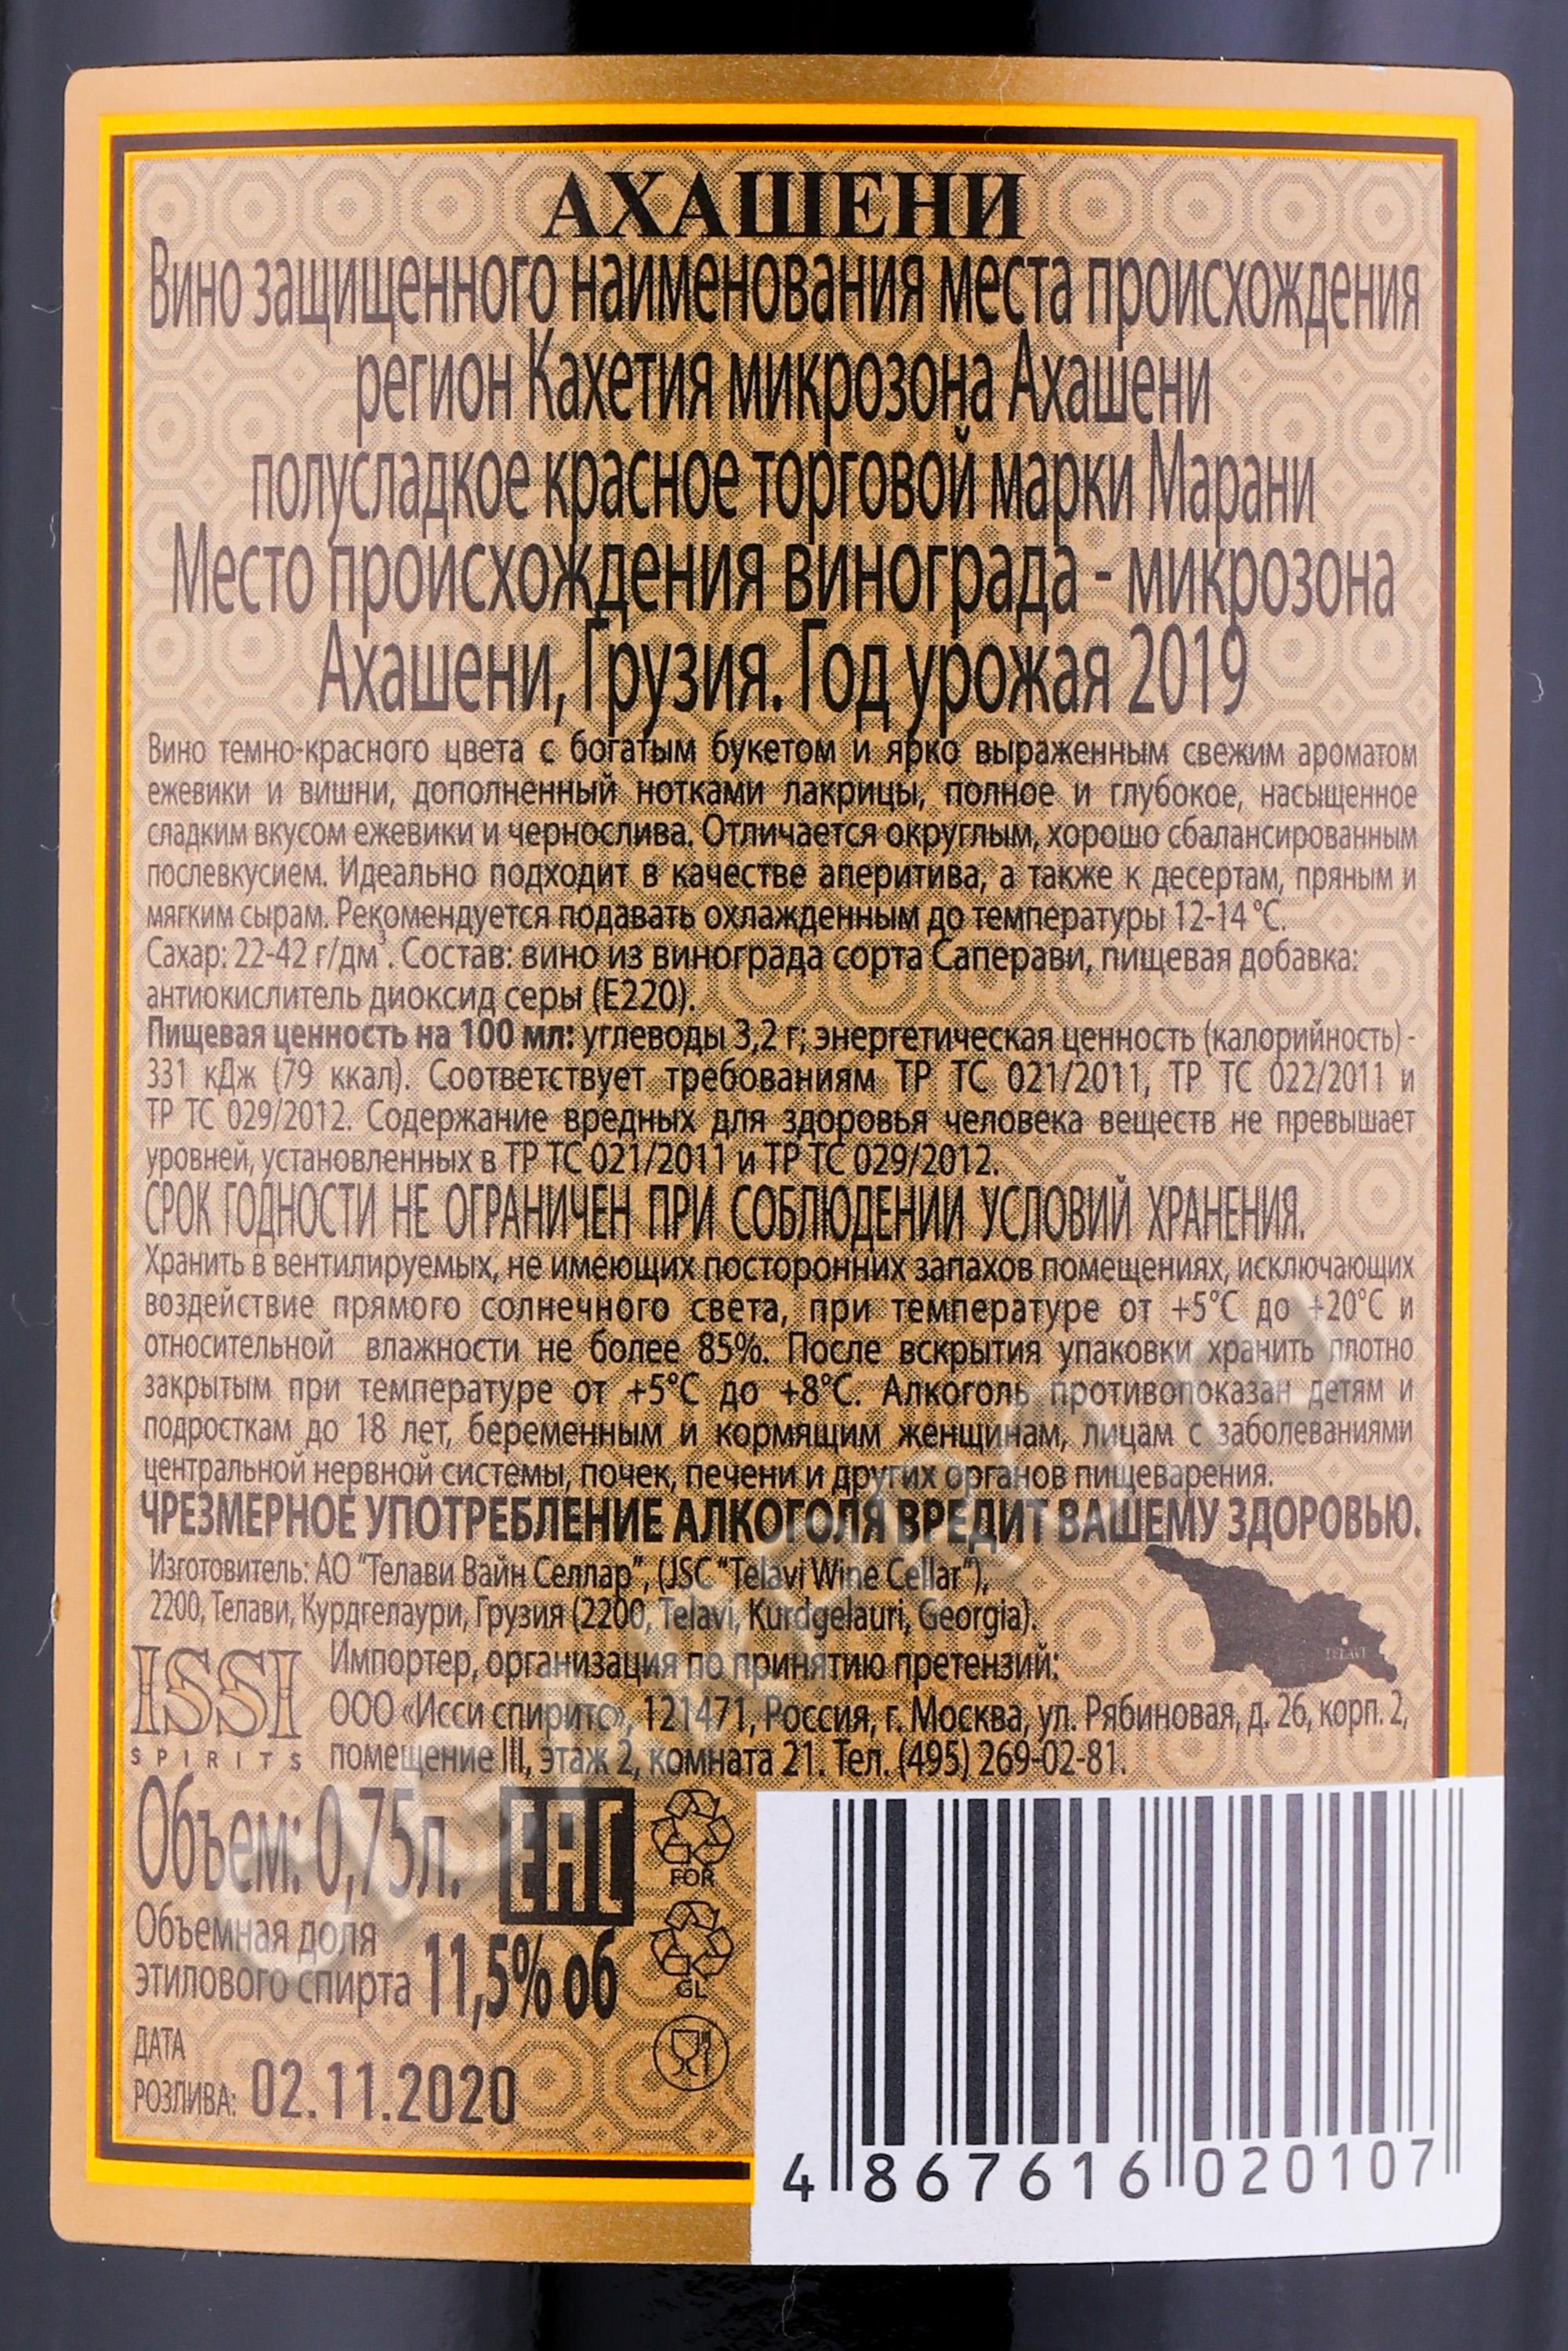 АХАШЕНИ
Вино защищенного наименования места происхождения
регион Кахетия микрозона Ахашени
полусладкое красное торговой марки Марани
Место происхождения винограда - микрозона
Ахашени, Грузия. Год урожая 2019
Вино темно-красного цвета с богатым букетом и ярко выраженным свежим ароматом
ежевики и вишни, дополненный нотками лакрицы, полное и глубокое, насыщенное
сладким вкусом ежевики и чернослива. Отличается округлым, хорошо сбалансированным
послевкусием. Идеально подходит в качестве аперитива, а также к десертам, пряным и
мягким сырам. Рекомендуется подавать охлажденным до температуры 12-14 °С.
Сахар: 22-42 г/дм³. Состав: вино из винограда сорта Саперави, пищевая добавка:
антиокислитель диоксид серы (Е220).
Пищевая ценность на 100 мл: углеводы 3,2 г; энергетическая ценность (калорийность) -
331 кДж (79 ккал). Соответствует требованиям ТР ТС 021/2011, ТР ТС 022/2011 и
ТР ТС 029/2012. Содержание вредных для здоровья человека веществ не превышает
уровней, установленных в ТР ТС 021/2011 и ТР ТС 029/2012.
СРОК ГОДНОСТИ НЕ ОГРАНИЧЕН ПРИ СОБЛЮДЕНИИ УСЛОВИЙ ХРАНЕНИЯ.
Хранить в вентилируемых, не имеющих посторонних запахов помещениях, исключающих
воздействие прямого солнечного света, при температуре от +5°С до +20°С и
относительной влажности не более 85%. После вскрытия упаковки хранить плотно
закрытым при температуре от +5°С до +8°С. Алкоголь противопоказан детям и
подросткам до 18 лет, беременным и кормящим женщинам, лицам с заболеваниями
центральной нервной системы, почек, печени и других органов пищеварения.
ЧРЕЗМЕРНОЕ УПОТРЕБЛЕНИЕ АЛКОГОЛЯ ВРЕДИТ ВАШЕМУ ЗДОРОВЬЮ.
Изготовитель: АО "Телави Вайн Селлар", (JSC "Telavi Wine Cellar"),
2200, Телави, Курдгелаури, Грузия (2200, Telavi, Kurdgelauri, Georgia).
TELAVI
ISSI
SPIRITS
Импортер, организация по принятию претензий:
ООО «Исси спиритс», 121471, Россия, г. Москва, ул. Рябиновая, д. 26, корп. 2,
помещение III, этаж 2, комната 21. Тел. (495) 269-02-81.
Объем: 0,75л.
EAC
FOR
Объемная доля
этилового спирта 11,5% об
GL
ДАТА
РОЗЛИВА: 02.11.2020
4 867616 020107